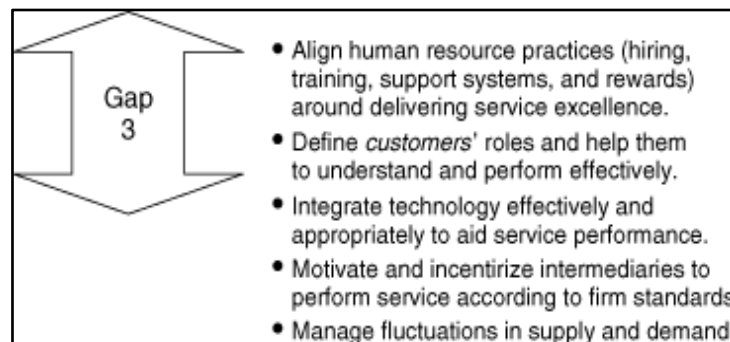 Gap
3
• Align human resource practices (hiring,
training, support systems, and rewards)
around delivering service excellence.
• Define customers' roles and help them
to understand and perform effectively.
• Integrate technology effectively and
appropriately to aid service performance.
• Motivate and incentirize intermediaries to
perform service according to firm standards
• Manage fluctuations in supply and demand